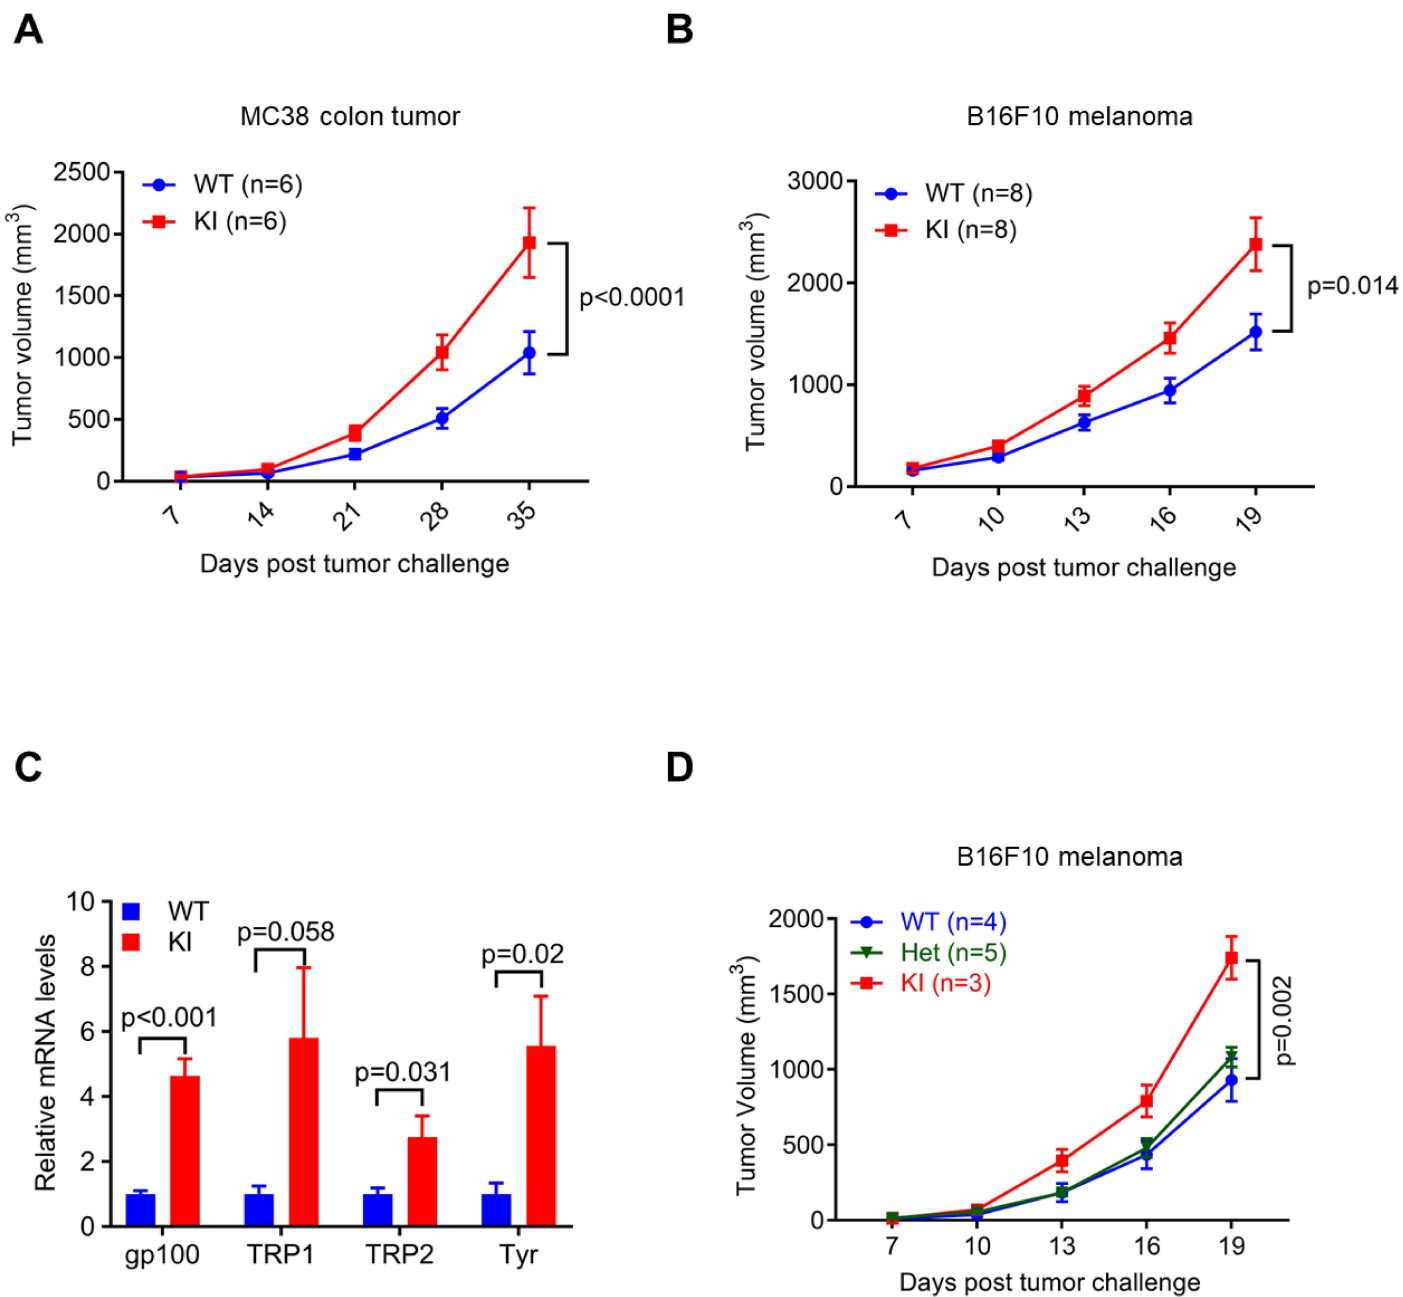 A
MC38 colon tumor
Tumor volume (mm³)
2500
2000
1500
1000
500
0
WT (n=6)
KI (n=6)
p<0.0001
7 14 21 28 35
Days post tumor challenge
B
B16F10 melanoma
Tumor volume (mm³)
3000
2000
1000
0
WT (n=8)
KI (n=8)
p=0.014
7 10 13 16 19
Days post tumor challenge
C
Relative mRNA levels
10
8
6
4
2
0
WT
KI
p<0.001
p=0.058
p=0.031
p=0.02
gp100 TRP1 TRP2 Tyr
D
B16F10 melanoma
Tumor Volume (mm³)
2000
1500
1000
500
0
WT (n=4)
Het (n=5)
KI (n=3)
p=0.002
7 10 13 16 19
Days post tumor challenge